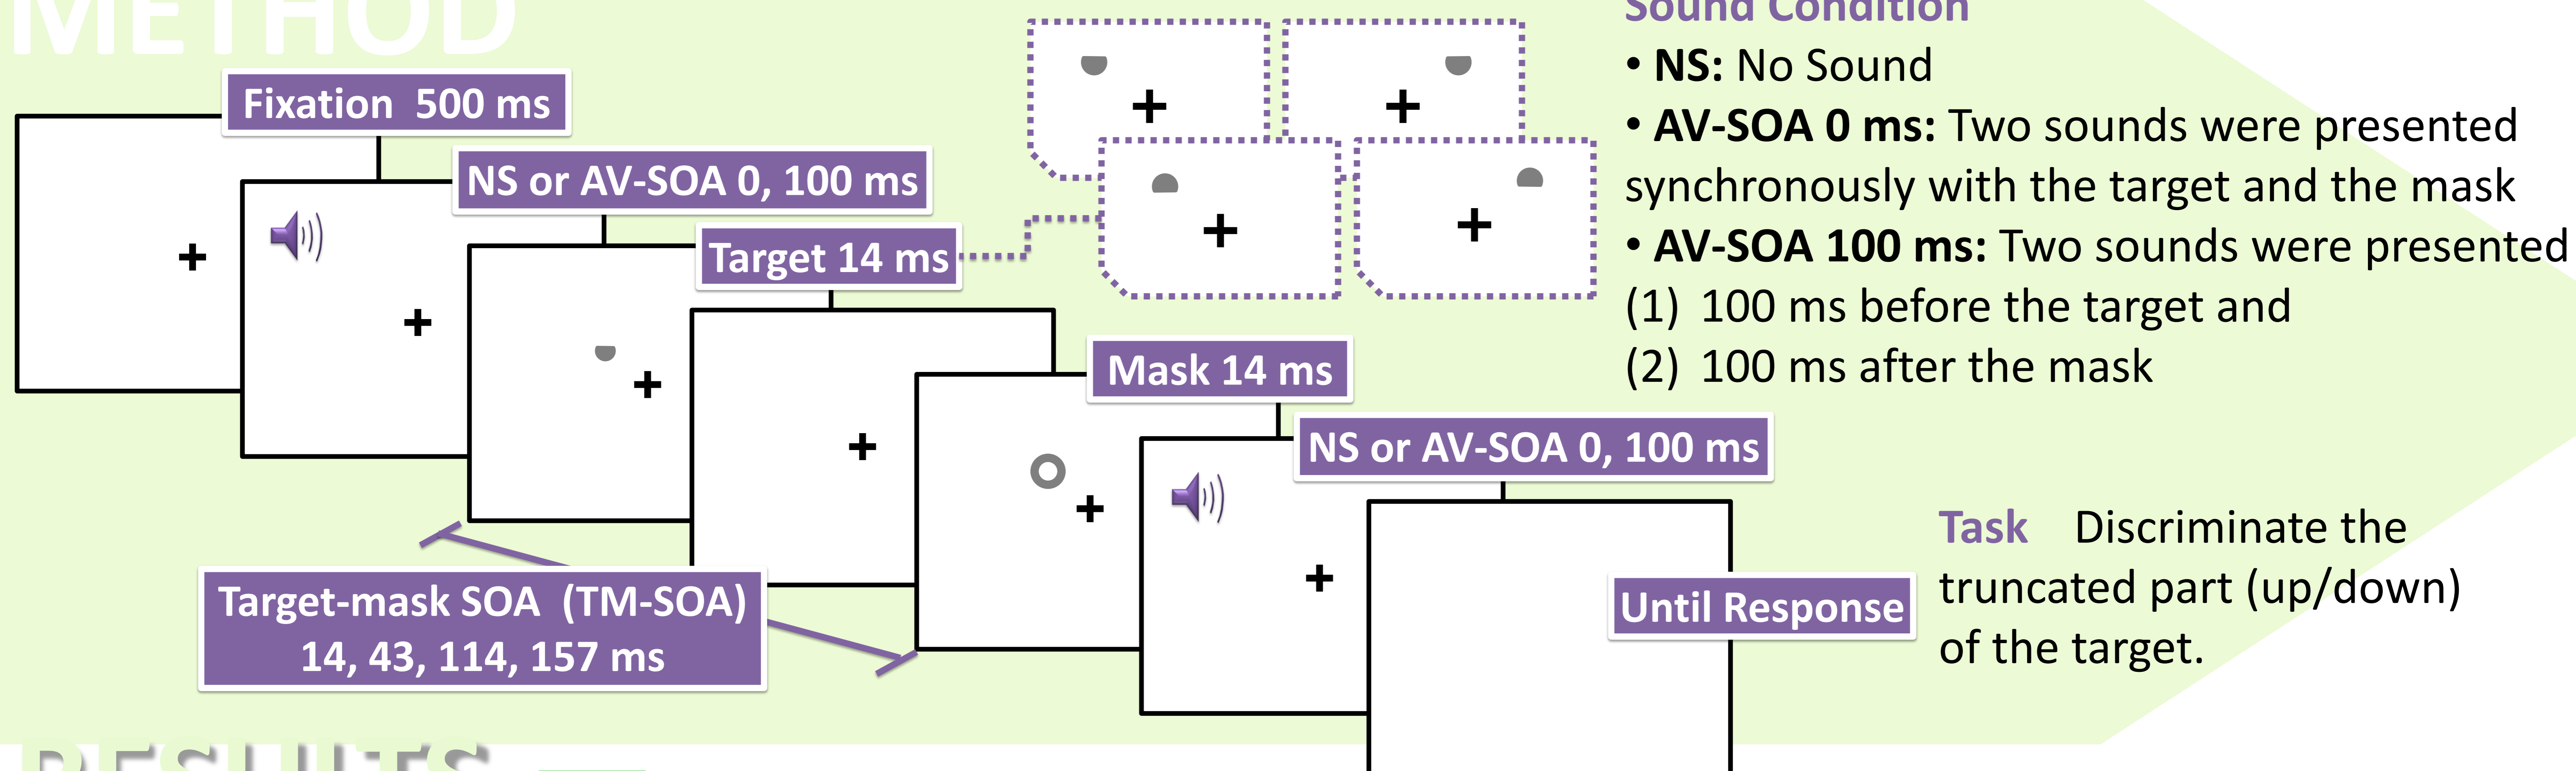 METHOD
Fixation  500 ms
NS or AV-SOA 0, 100 ms
Target 14 ms
Mask 14 ms
NS or AV-SOA 0, 100 ms
Until Response
Target-mask SOA  (TM-SOA)
14, 43, 114, 157 ms
Sound Condition
• NS: No Sound
• AV-SOA 0 ms: Two sounds were presented
synchronously with the target and the mask
• AV-SOA 100 ms: Two sounds were presented
(1)  100 ms before the target and
(2)  100 ms after the mask
Task    Discriminate the
truncated part (up/down)
of the target.
RESULTS